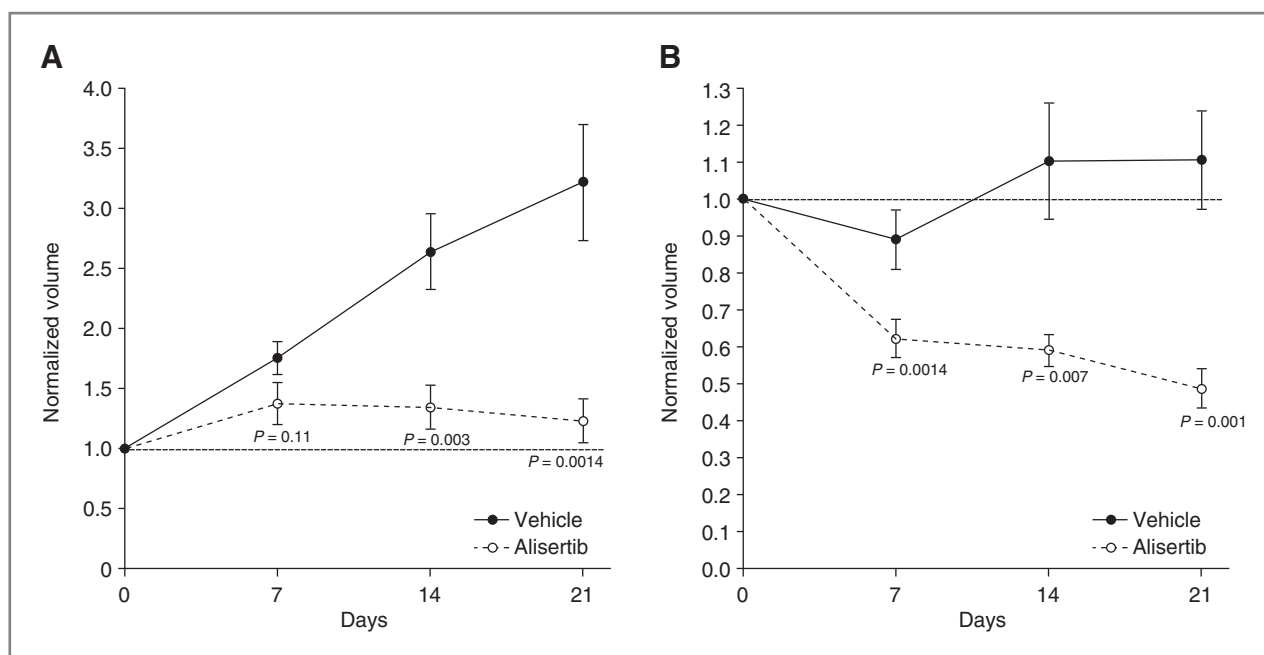 A
4.0
3.5
3.0
2.5
2.0
1.5
1.0
0.5
0
Normalized volume
P = 0.11
P = 0.003
P = 0.0014
Vehicle
Alisertib
0 7 14 21
Days
B
1.3
1.2
1.1
1.0
0.9
0.8
0.7
0.6
0.5
0.4
0.3
0.2
0.1
0.0
Normalized volume
P = 0.0014
P = 0.007
P = 0.001
Vehicle
Alisertib
0 7 14 21
Days